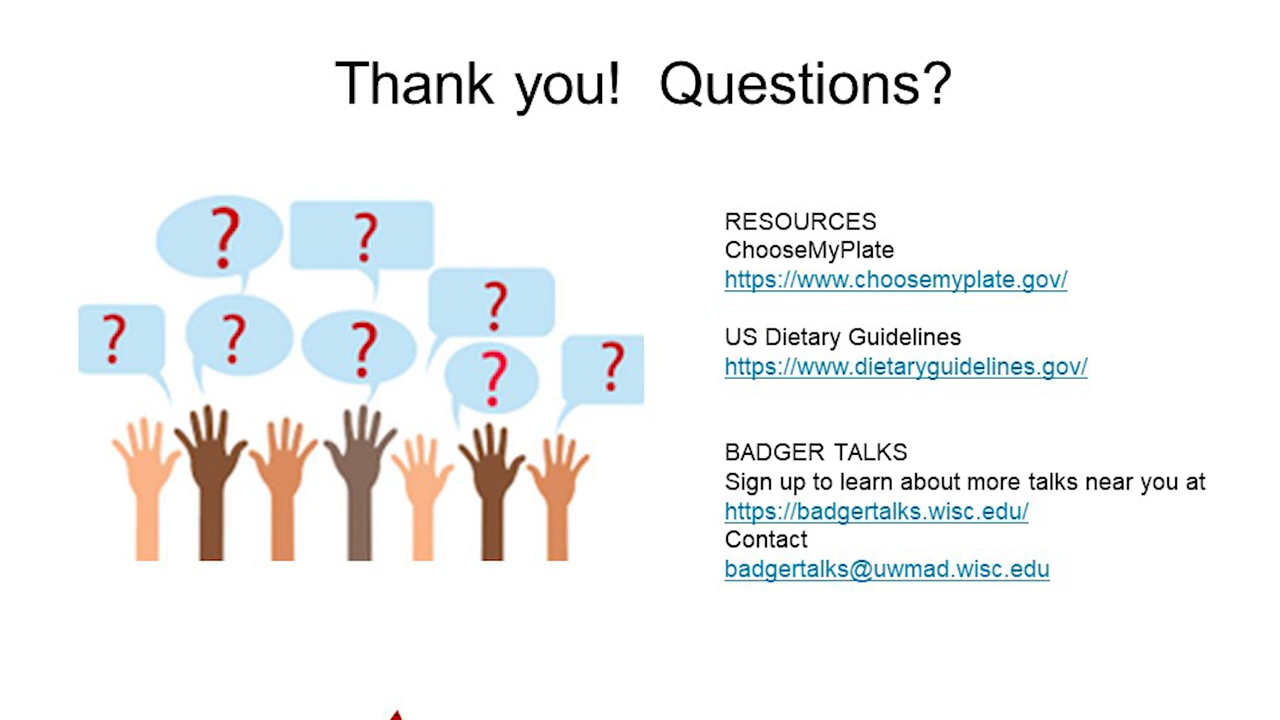 Thank you!  Questions?
?
?
?
?
?
?
?
?
RESOURCES
ChooseMyPlate
https://www.choosemyplate.gov/
US Dietary Guidelines
https://www.dietaryguidelines.gov/
BADGER TALKS
Sign up to learn about more talks near you at
https://badgertalks.wisc.edu/
Contact
badgertalks@uwmad.wisc.edu